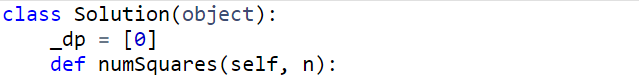 class Solution(object):
    _dp = [0]
    def numSquares(self, n):